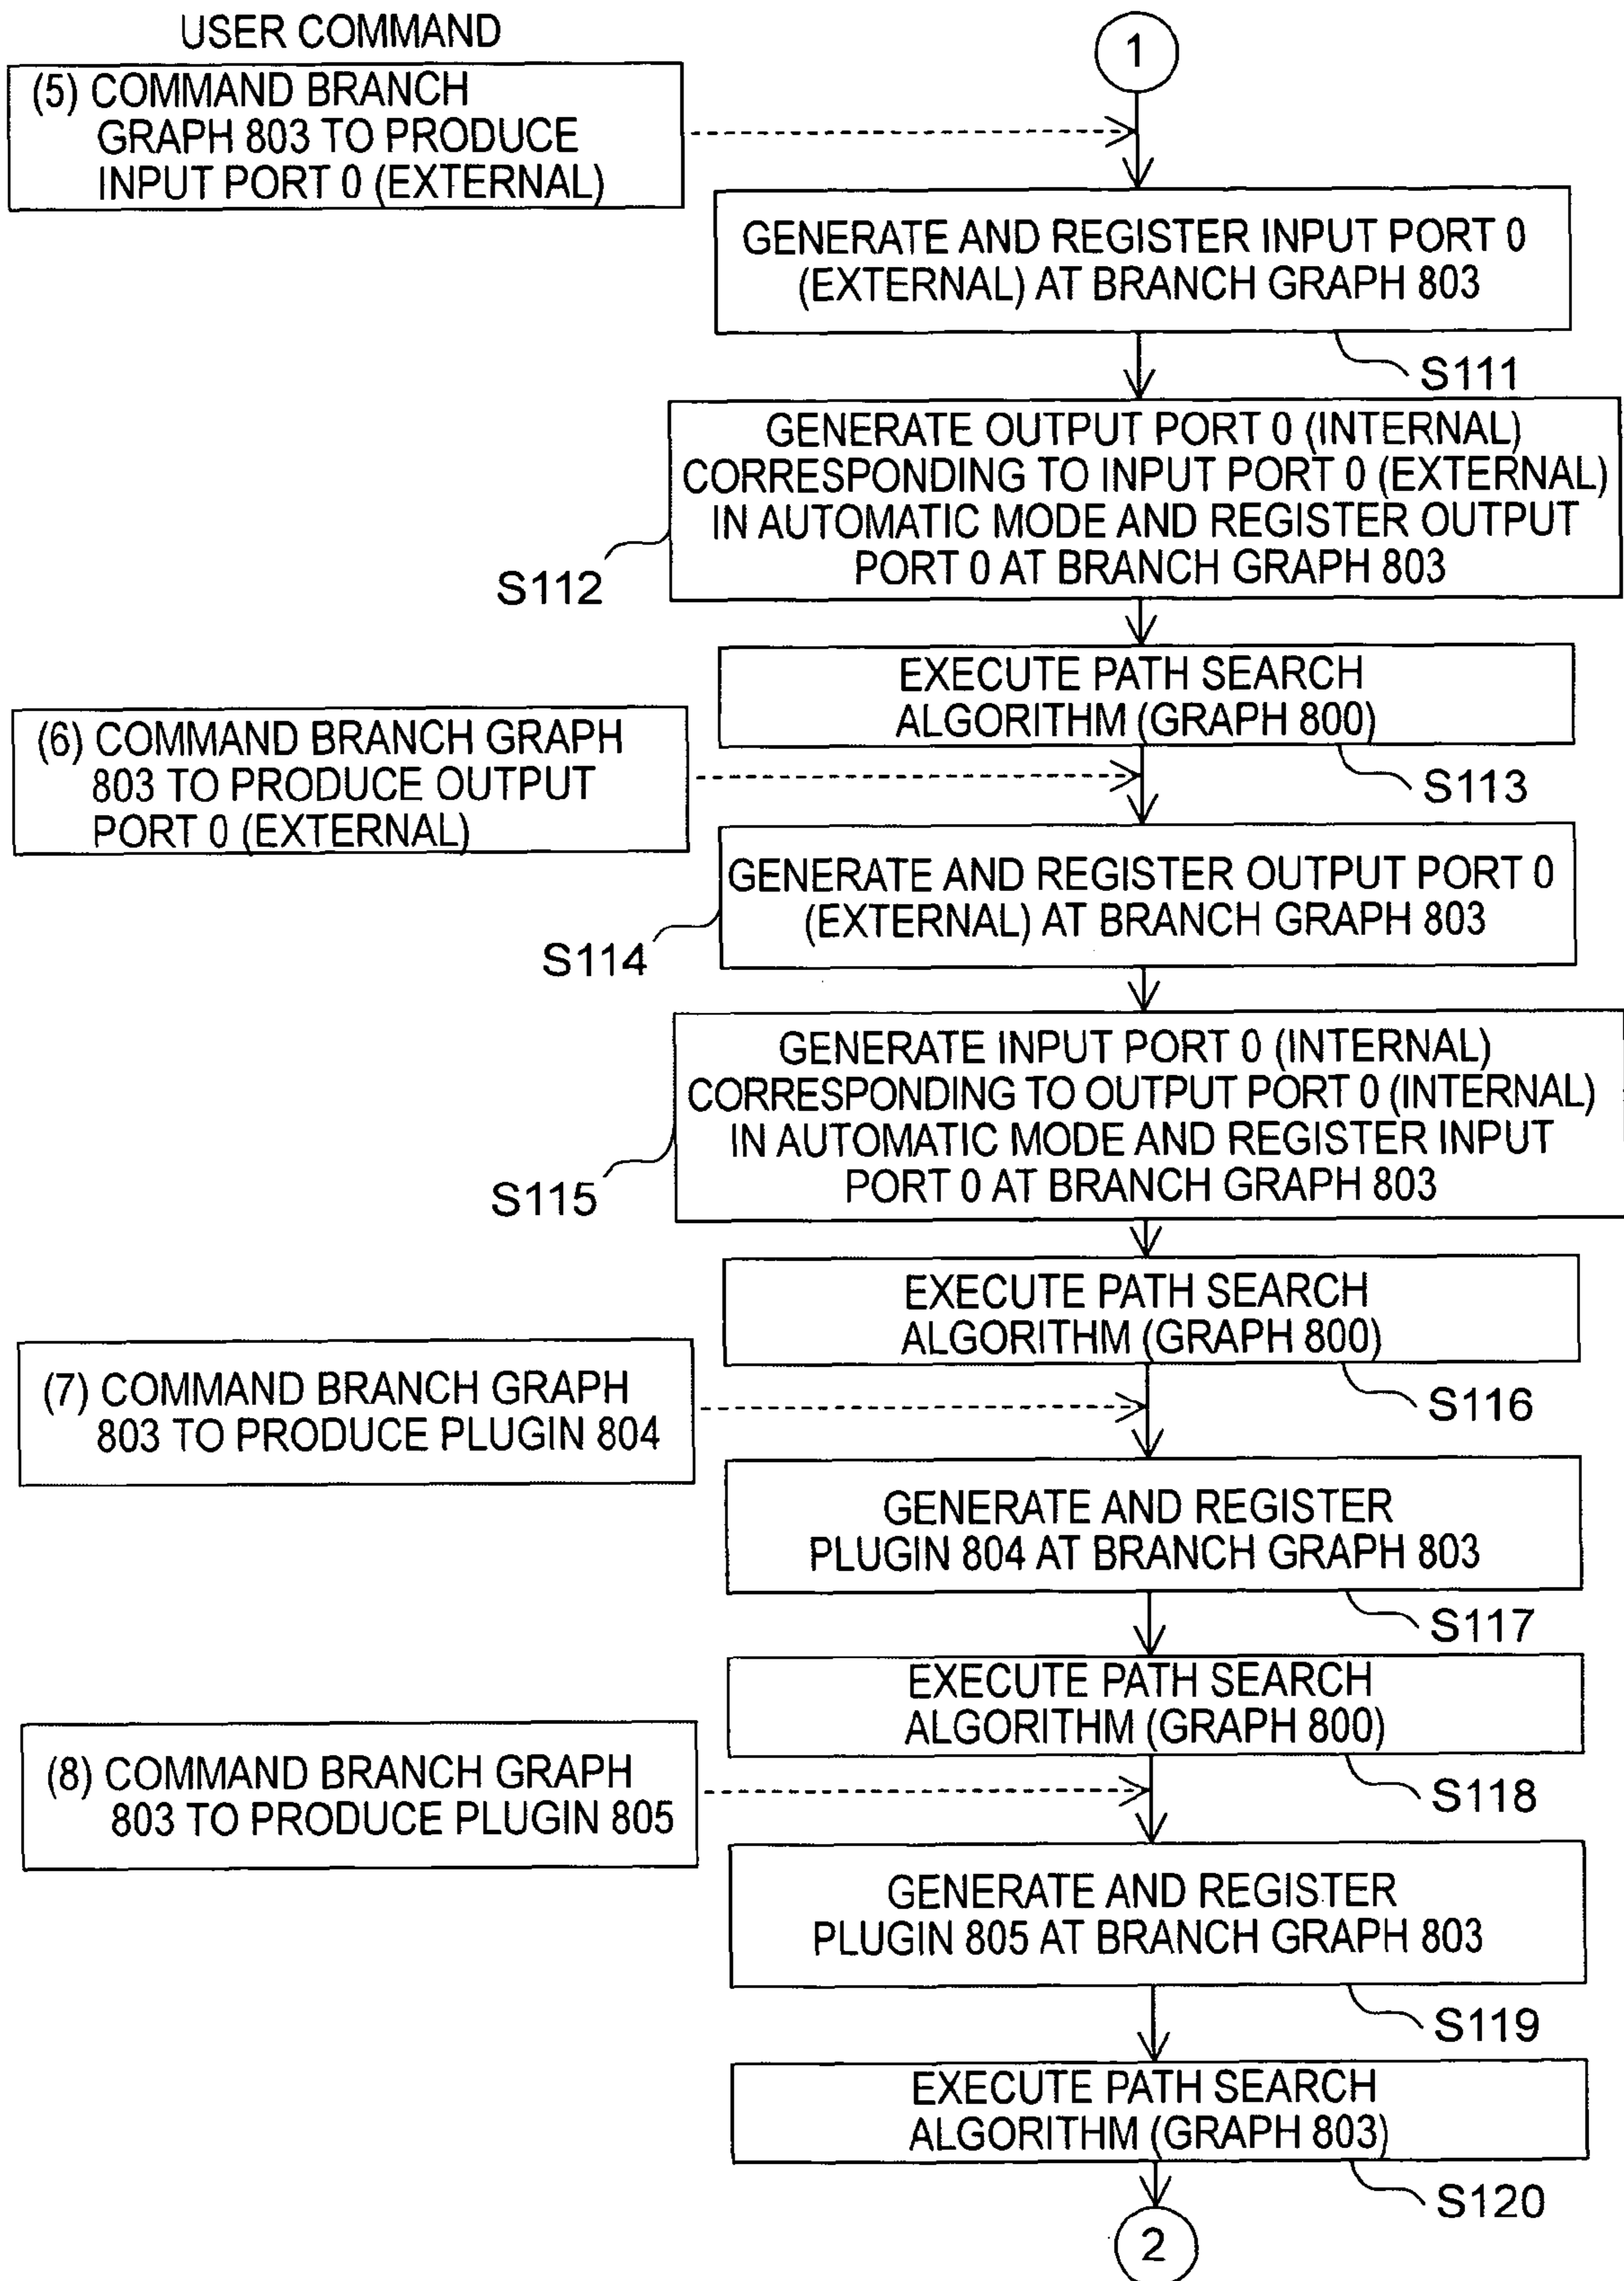 USER COMMAND
1
(5) COMMAND BRANCH
GRAPH 803 TO PRODUCE
INPUT PORT 0 (EXTERNAL)
GENERATE AND REGISTER INPUT PORT 0
(EXTERNAL) AT BRANCH GRAPH 803
S111
GENERATE OUTPUT PORT 0 (INTERNAL)
CORRESPONDING TO INPUT PORT 0 (EXTERNAL)
IN AUTOMATIC MODE AND REGISTER OUTPUT
PORT 0 AT BRANCH GRAPH 803
S112
EXECUTE PATH SEARCH
ALGORITHM (GRAPH 800)
S113
(6) COMMAND BRANCH GRAPH
803 TO PRODUCE OUTPUT
PORT 0 (EXTERNAL)
GENERATE AND REGISTER OUTPUT PORT 0
(EXTERNAL) AT BRANCH GRAPH 803
S114
GENERATE INPUT PORT 0 (INTERNAL)
CORRESPONDING TO OUTPUT PORT 0 (INTERNAL)
IN AUTOMATIC MODE AND REGISTER INPUT
PORT 0 AT BRANCH GRAPH 803
S115
EXECUTE PATH SEARCH
ALGORITHM (GRAPH 800)
S116
(7) COMMAND BRANCH GRAPH
803 TO PRODUCE PLUGIN 804
GENERATE AND REGISTER
PLUGIN 804 AT BRANCH GRAPH 803
S117
EXECUTE PATH SEARCH
ALGORITHM (GRAPH 800)
S118
(8) COMMAND BRANCH GRAPH
803 TO PRODUCE PLUGIN 805
GENERATE AND REGISTER
PLUGIN 805 AT BRANCH GRAPH 803
S119
EXECUTE PATH SEARCH
ALGORITHM (GRAPH 803)
S120
2